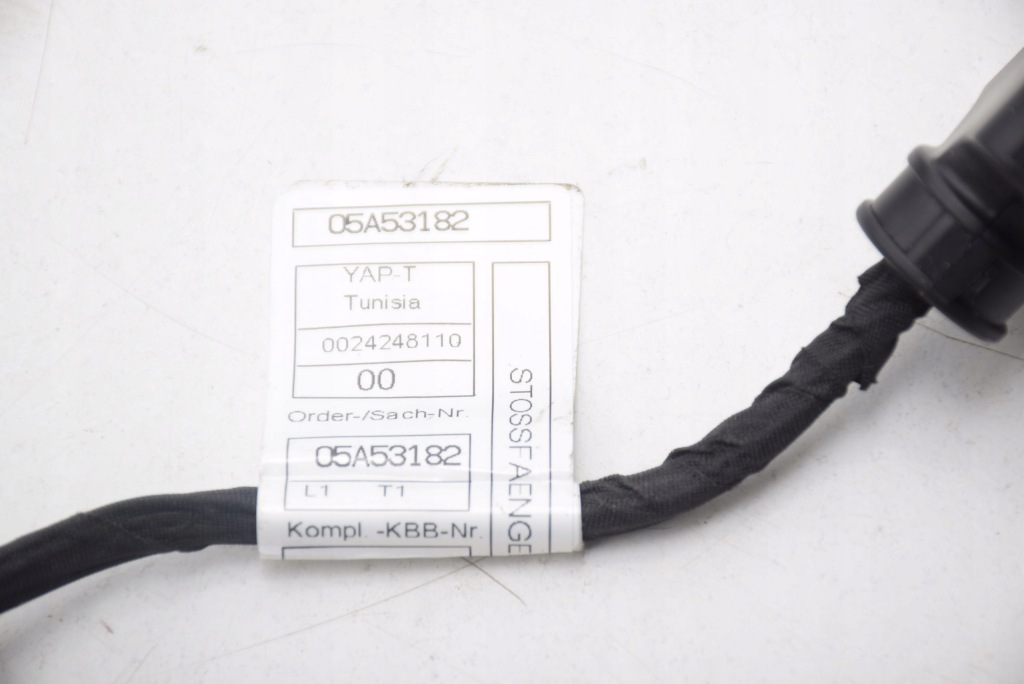 05A53182
YAP-T
Tunisia
0024248110
00
Order-/Sach-Nr.
05A53182
L1 T1
Kompl. -KBB-Nr.
STOSSFAENGE